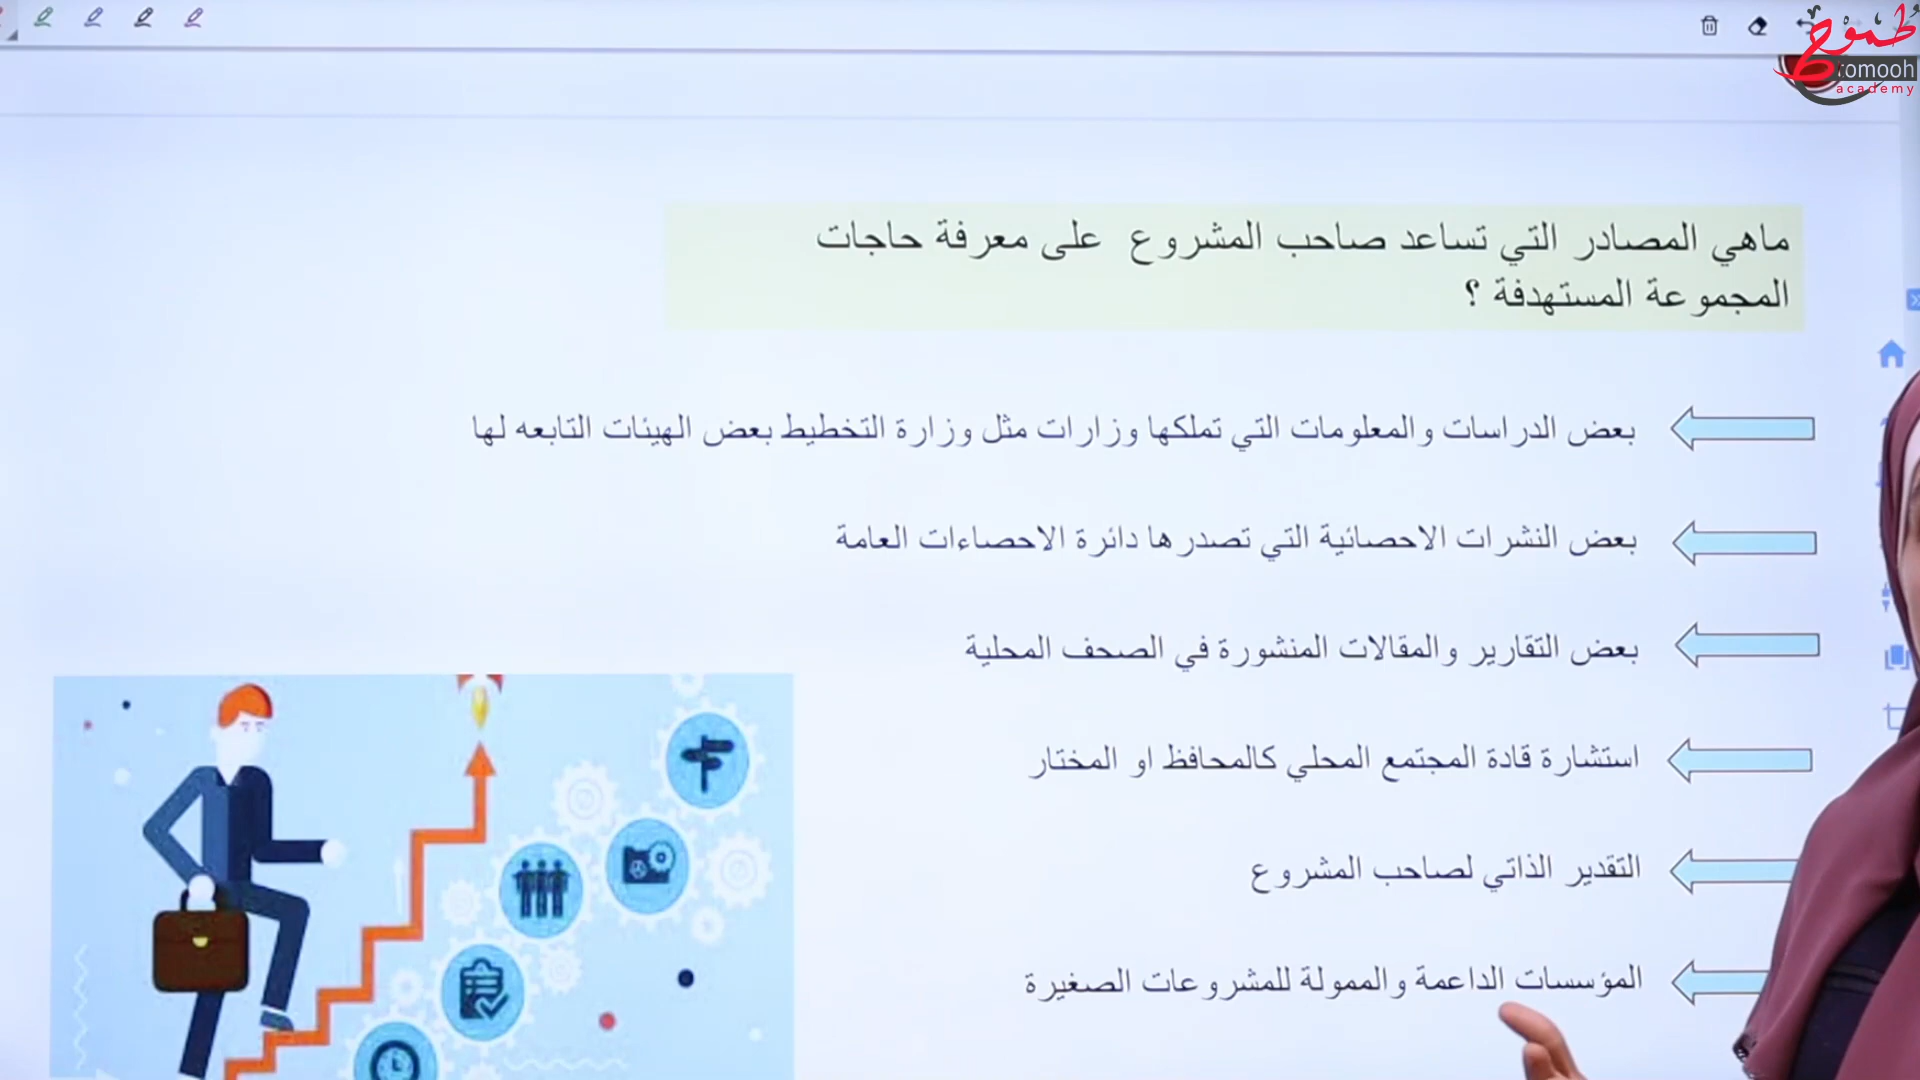 طموح
Tromooh
academy
ماهي المصادر التي تساعد صاحب المشروع على معرفة حاجات
المجموعة المستهدفة ؟
بعض الدراسات والمعلومات التي تملكها وزارات مثل وزارة التخطيط بعض الهيئات التابعه لها
بعض النشرات الاحصائية التي تصدرها دائرة الاحصاءات العامة
بعض التقارير والمقالات المنشورة في الصحف المحلية
استشارة قادة المجتمع المحلي كالمحافظ او المختار
التقدير الذاتي لصاحب المشروع
المؤسسات الداعمة والممولة للمشروعات الصغيرة